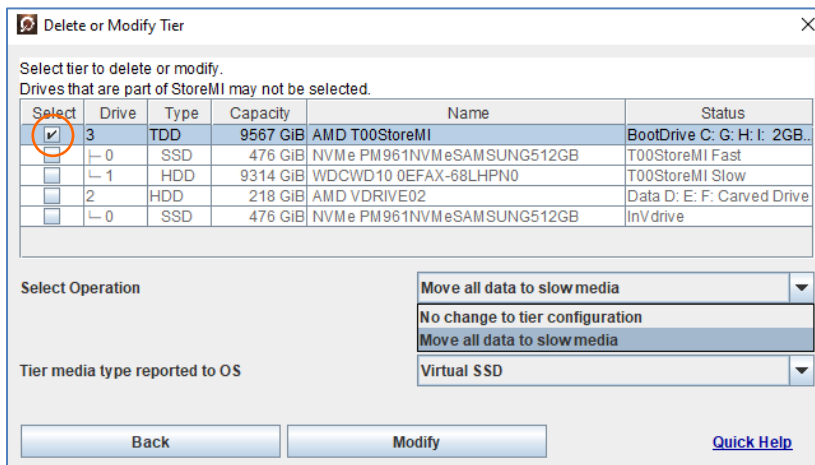 Delete or Modify Tier
Select tier to delete or modify.
Drives that are part of StoreMI may not be selected.
Select Drive Type Capacity Name Status
3 TDD 9567 GiB AMD T00StoreMI BootDrive C: G: H: I: 2GB..
0 SSD 476 GiB NVMe PM961NVMeSAMSUNG512GB T00StoreMI Fast
1 HDD 9314 GiB WDCWD10 0EFAX-68LHPN0 T00StoreMI Slow
2 HDD 218 GiB AMD VDRIVE02 Data D: E: F: Carved Drive
0 SSD 476 GiB NVMe PM961NVMeSAMSUNG512GB InVdrive
Select Operation Move all data to slow media
No change to tier configuration
Move all data to slow media
Tier media type reported to OS Virtual SSD
Back Modify Quick Help